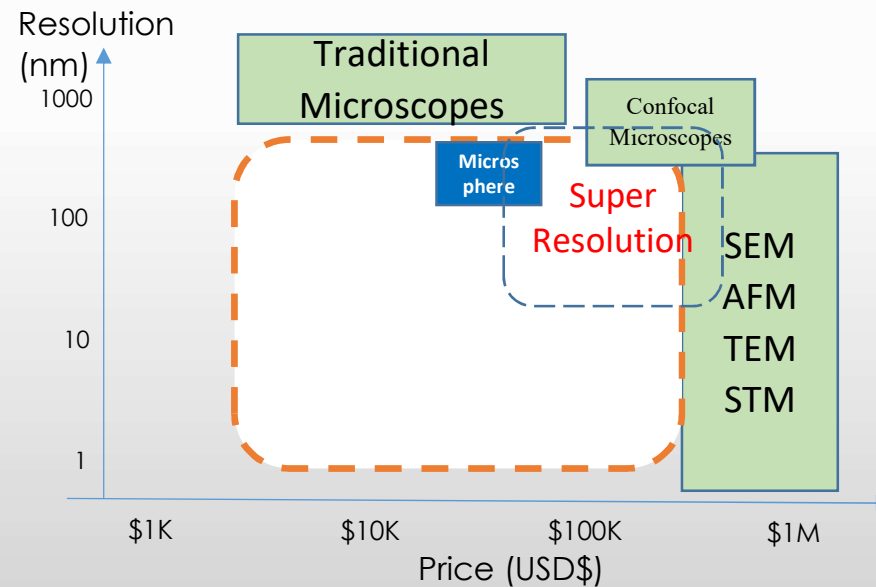 Resolution
(nm)
1000
100
10
1
Traditional
Microscopes
Confocal
Microscopes
Micros
phere
Super
Resolution
SEM
AFM
TEM
STM
$1K
$10K
$100K
$1M
Price (USD$)